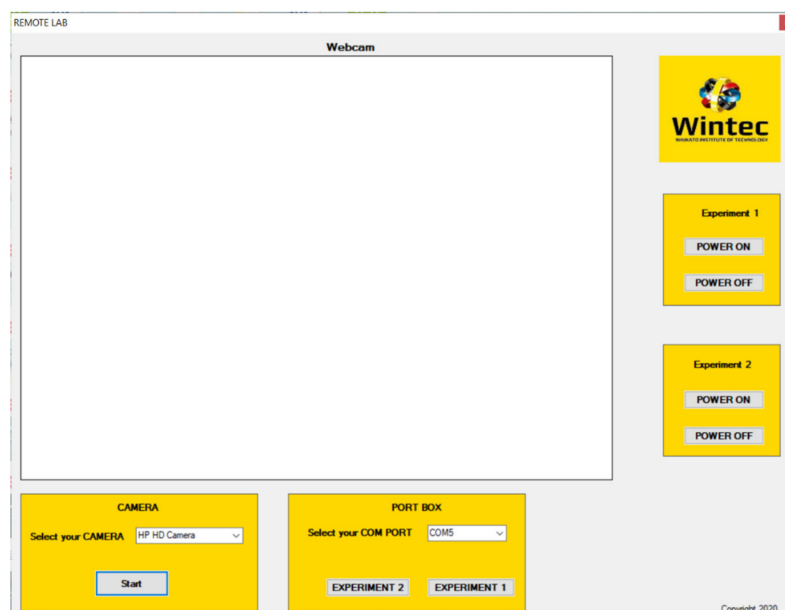 REMOTE LAB
Webcam
Wintec
WAIKATO INSTITUTE OF TECHNOLOGY
Experiment 1
POWER ON
POWER OFF
Experiment 2
POWER ON
POWER OFF
CAMERA
Select your CAMERA HP HD Camera
Start
PORT BOX
Select your COM PORT COM5
EXPERIMENT 2 EXPERIMENT 1
Copyright 2020